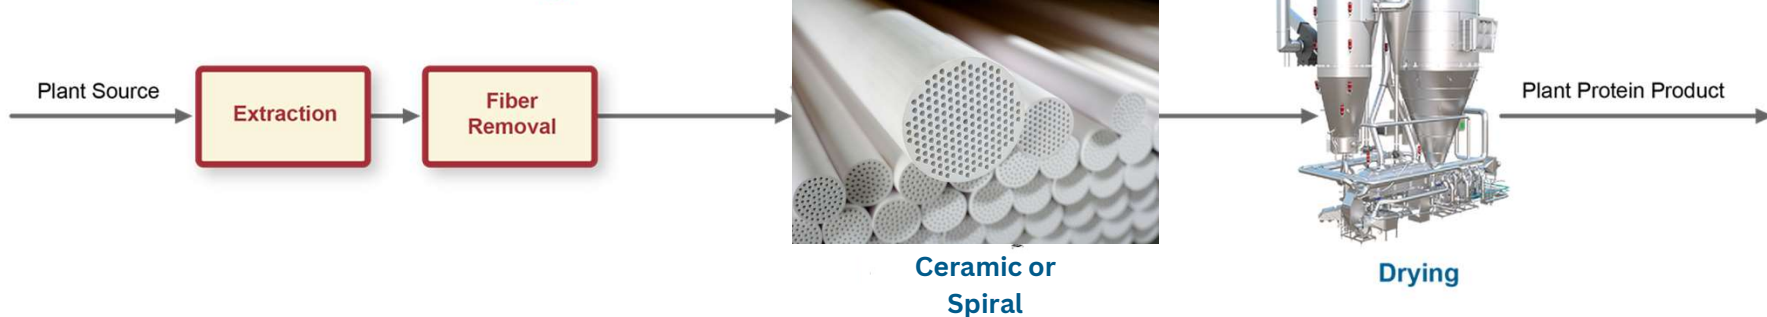 Plant Source
Extraction
Fiber
Removal
Ceramic or
Spiral
Drying
Plant Protein Product